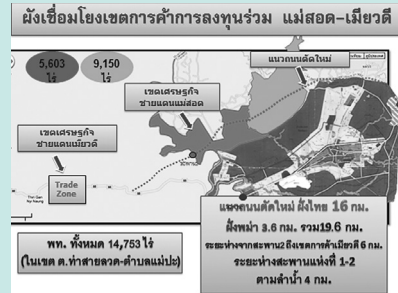 ผังเชื่อมโยงเขตการค้าการลงทุนร่วม แม่สอด-เมียวดี
5,603
ไร่
9,150
ไร่
แนวถนนตัดใหม่
เขตเศรษฐกิจ
ชายแดนแม่สอด
เขตเศรษฐกิจ
ชายแดนเมียวดี
Trade
Zone
พท. ทั้งหมด 14,753 ไร่
(ในเขต ต.ท่าสายลวด-ตำบลแม่ปะ)
แนวถนนตัดใหม่ ฝั่งไทย 16 กม.
ฝั่งพม่า 3.6 กม. รวม19.6 กม.
ระยะห่างจากสะพาน2 ถึงเขตการค้าเมียวดี 6 กม.
ระยะห่างสะพานแห่งที่ 1-2
ตามลำน้ำ 4 กม.